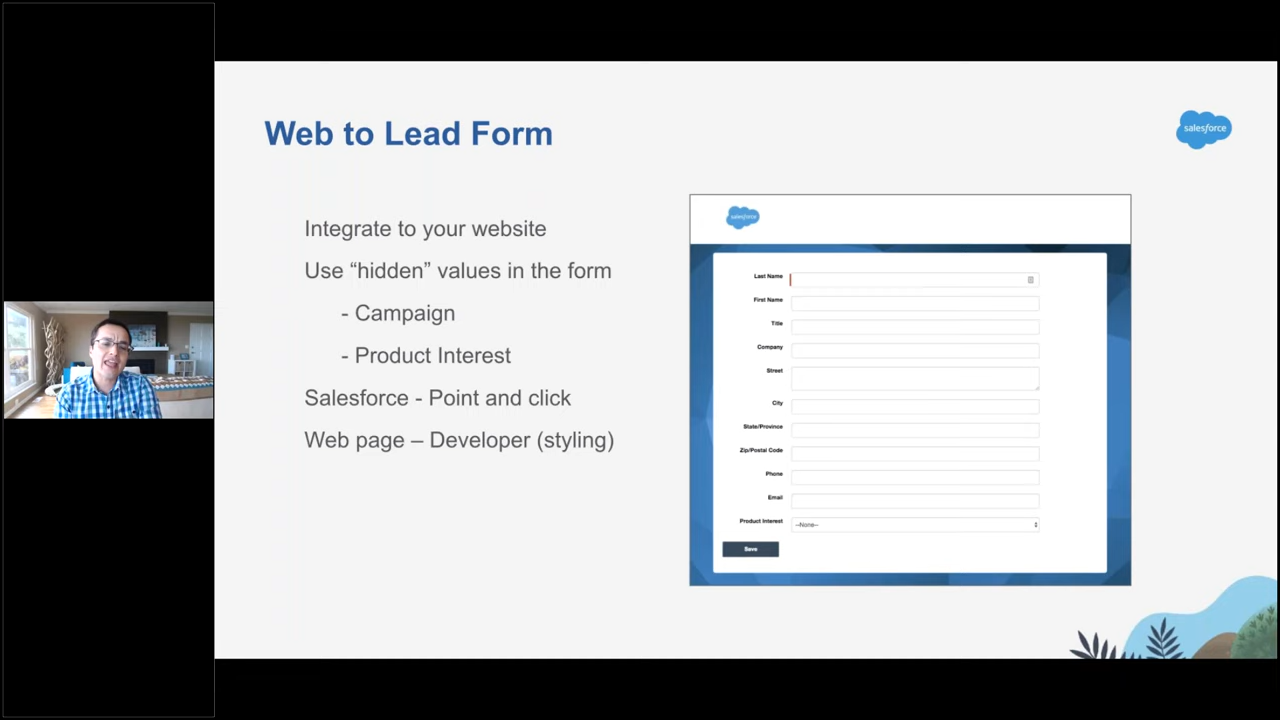 Web to Lead Form
salesforce
Integrate to your website
Use “hidden” values in the form
- Campaign
- Product Interest
Salesforce - Point and click
Web page – Developer (styling)
salesforce
Last Name
First Name
Title
Company
Street
City
State/Province
Zip/Postal Code
Phone
Email
Product Interest
--None--
Save